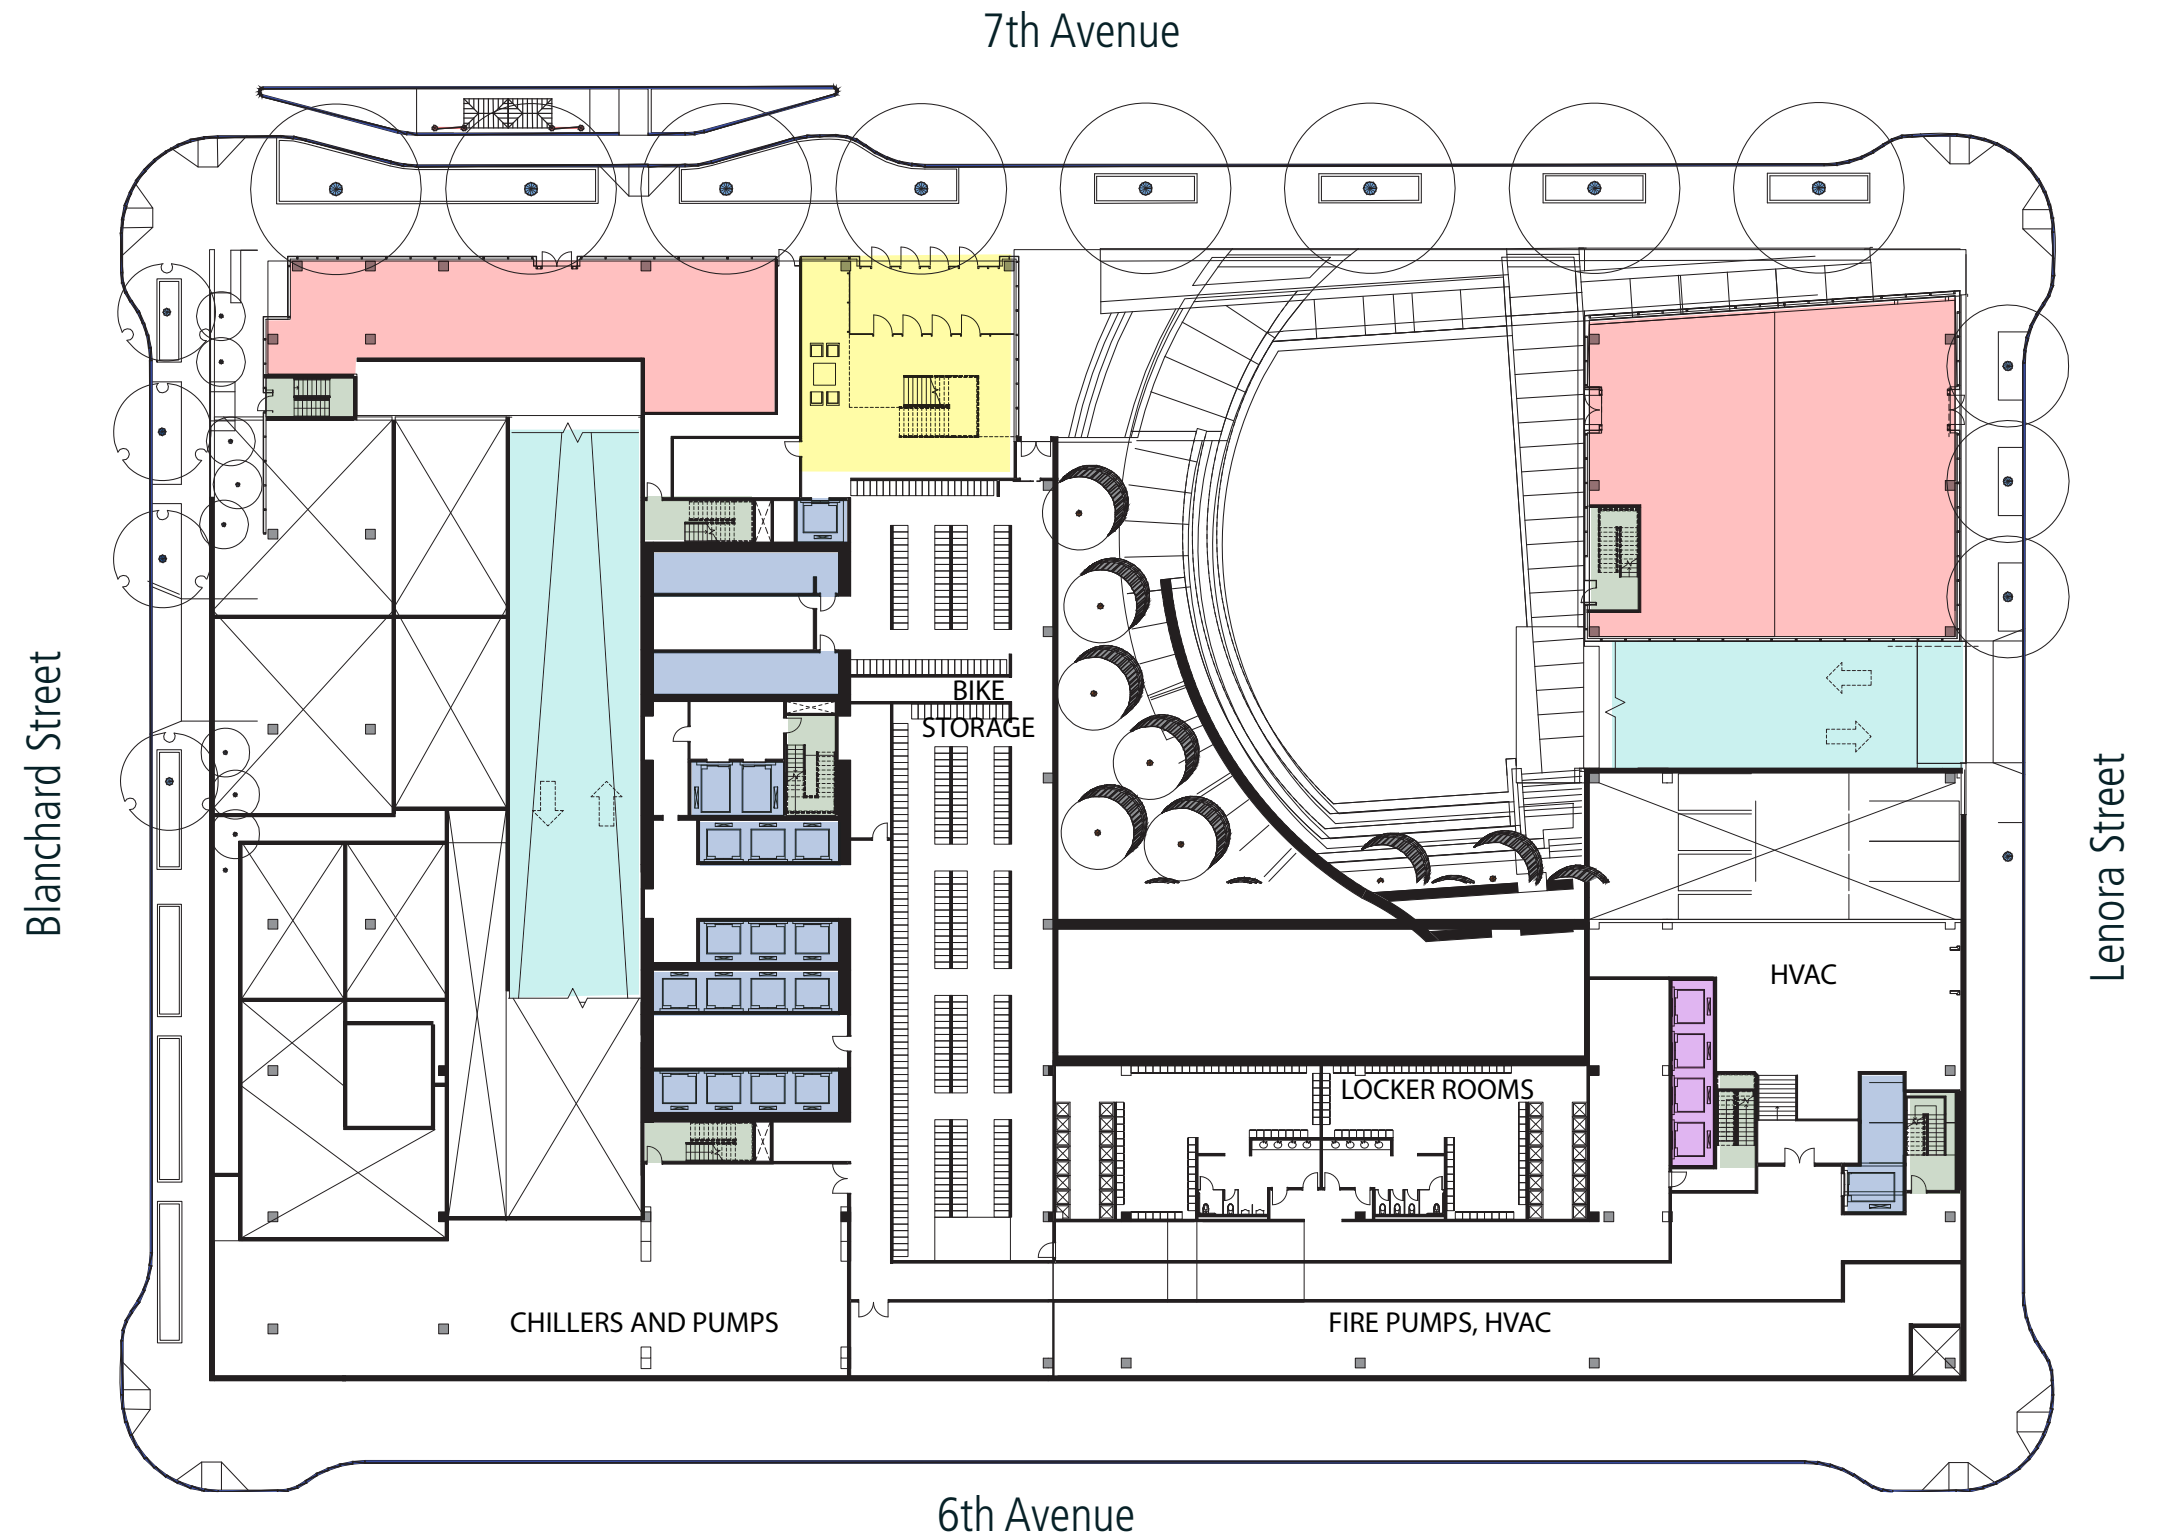 7th Avenue
Blanchard Street
BIKE
STORAGE
Lenora Street
HVAC
LOCKER ROOMS
CHILLERS AND PUMPS
FIRE PUMPS, HVAC
6th Avenue